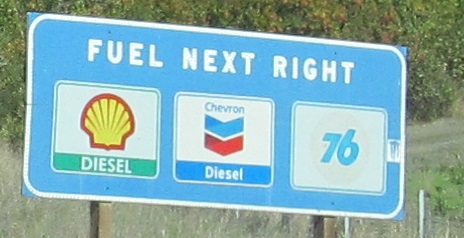 FUEL NEXT RIGHT
DIESEL
Chevron
Diesel
76